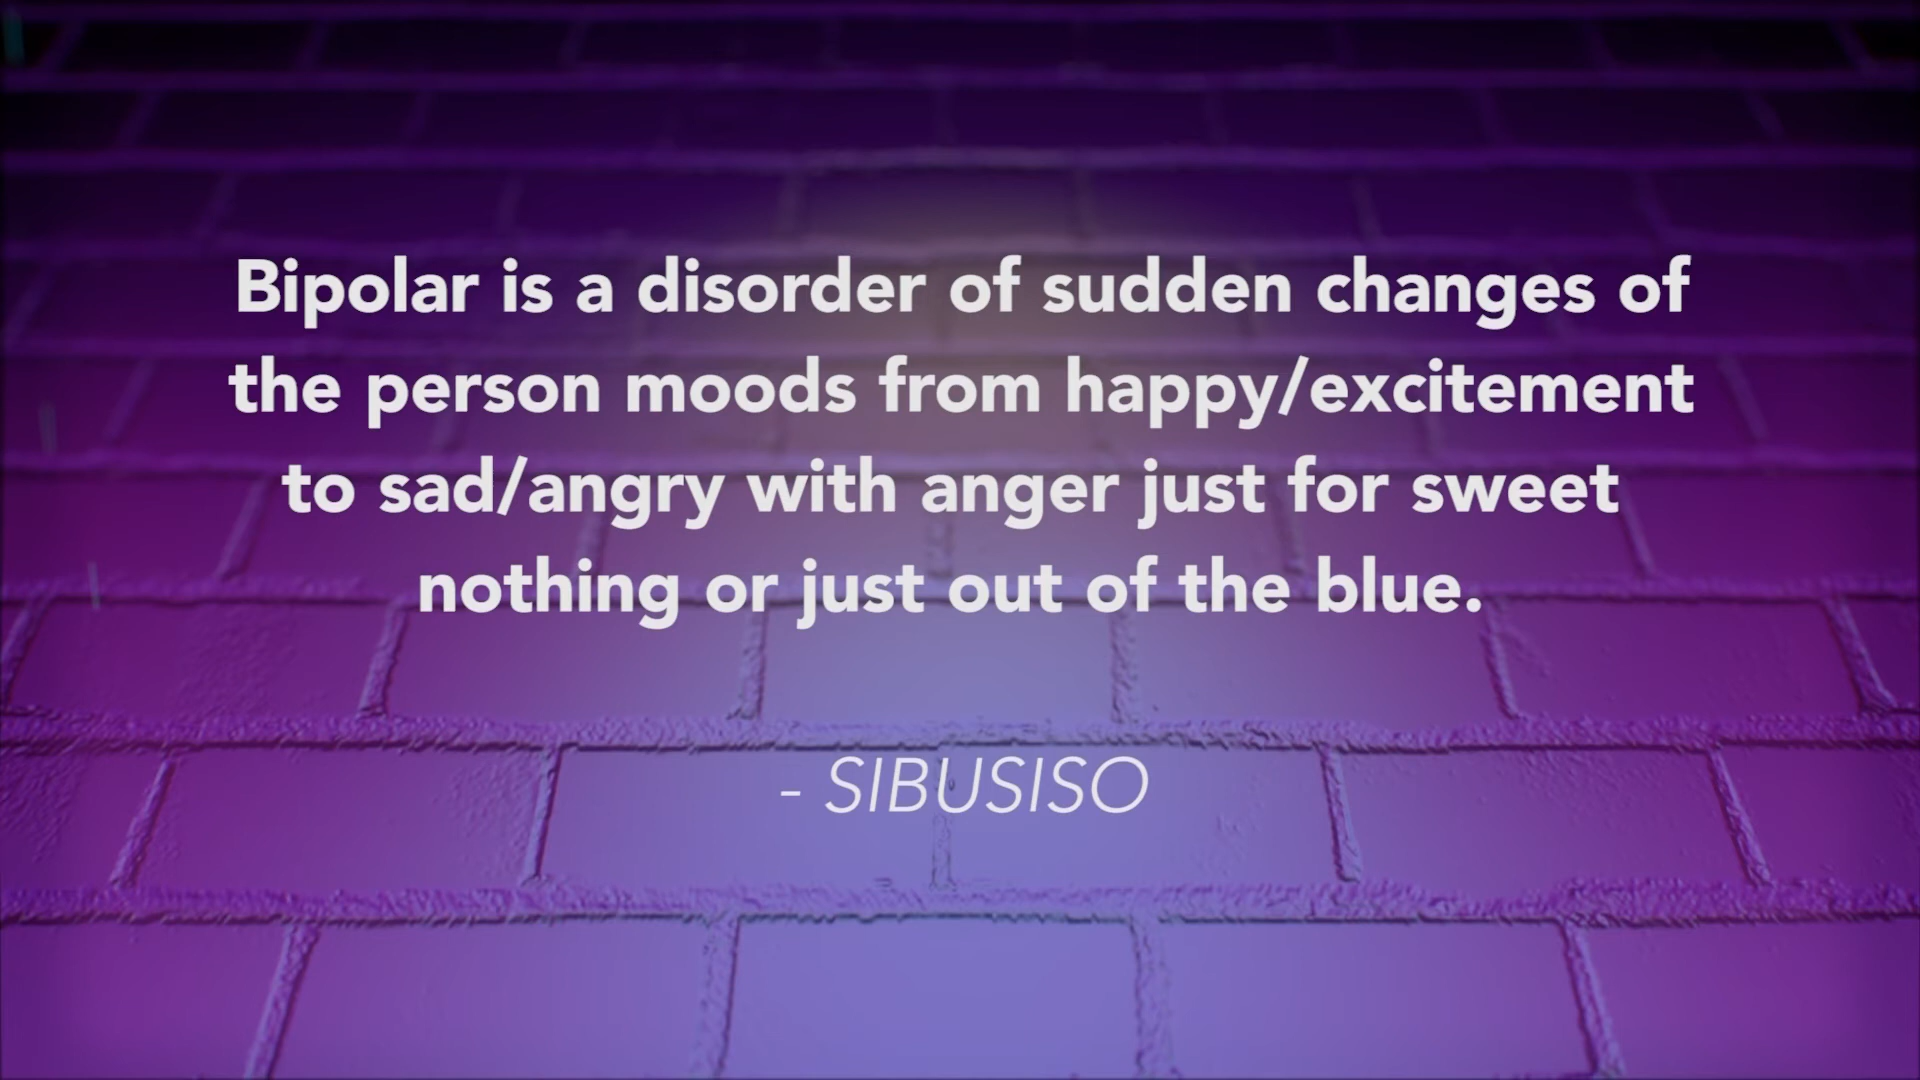 Bipolar is a disorder of sudden changes of
the person moods from happy/excitement
to sad/angry with anger just for sweet
nothing or just out of the blue.
- SIBUSISO